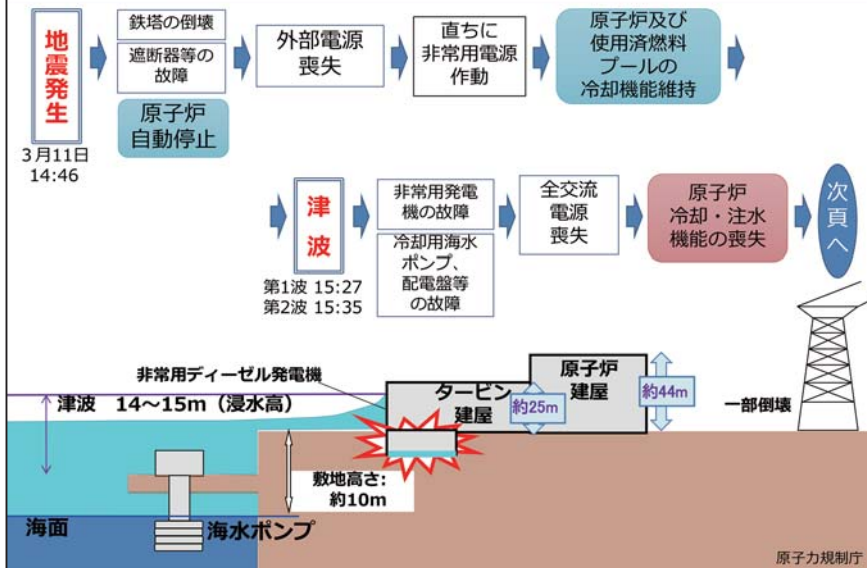 地震発生
3月11日
14:46
鉄塔の倒壊
遮断器等の
故障
原子炉
自動停止
外部電源
喪失
直ちに
非常用電源
作動
原子炉及び
使用済燃料
プールの
冷却機能維持
津波
第1波 15:27
第2波 15:35
非常用発電
機の故障
冷却用海水
ポンプ、
配電盤等
の故障
全交流
電源
喪失
原子炉
冷却・注水
機能の喪失
次頁へ
非常用ディーゼル発電機
津波 14～15m（浸水高）
タービン
建屋
約25m
原子炉
建屋
約44m
一部倒壊
敷地高さ:
約10m
海面
海水ポンプ
原子力規制庁